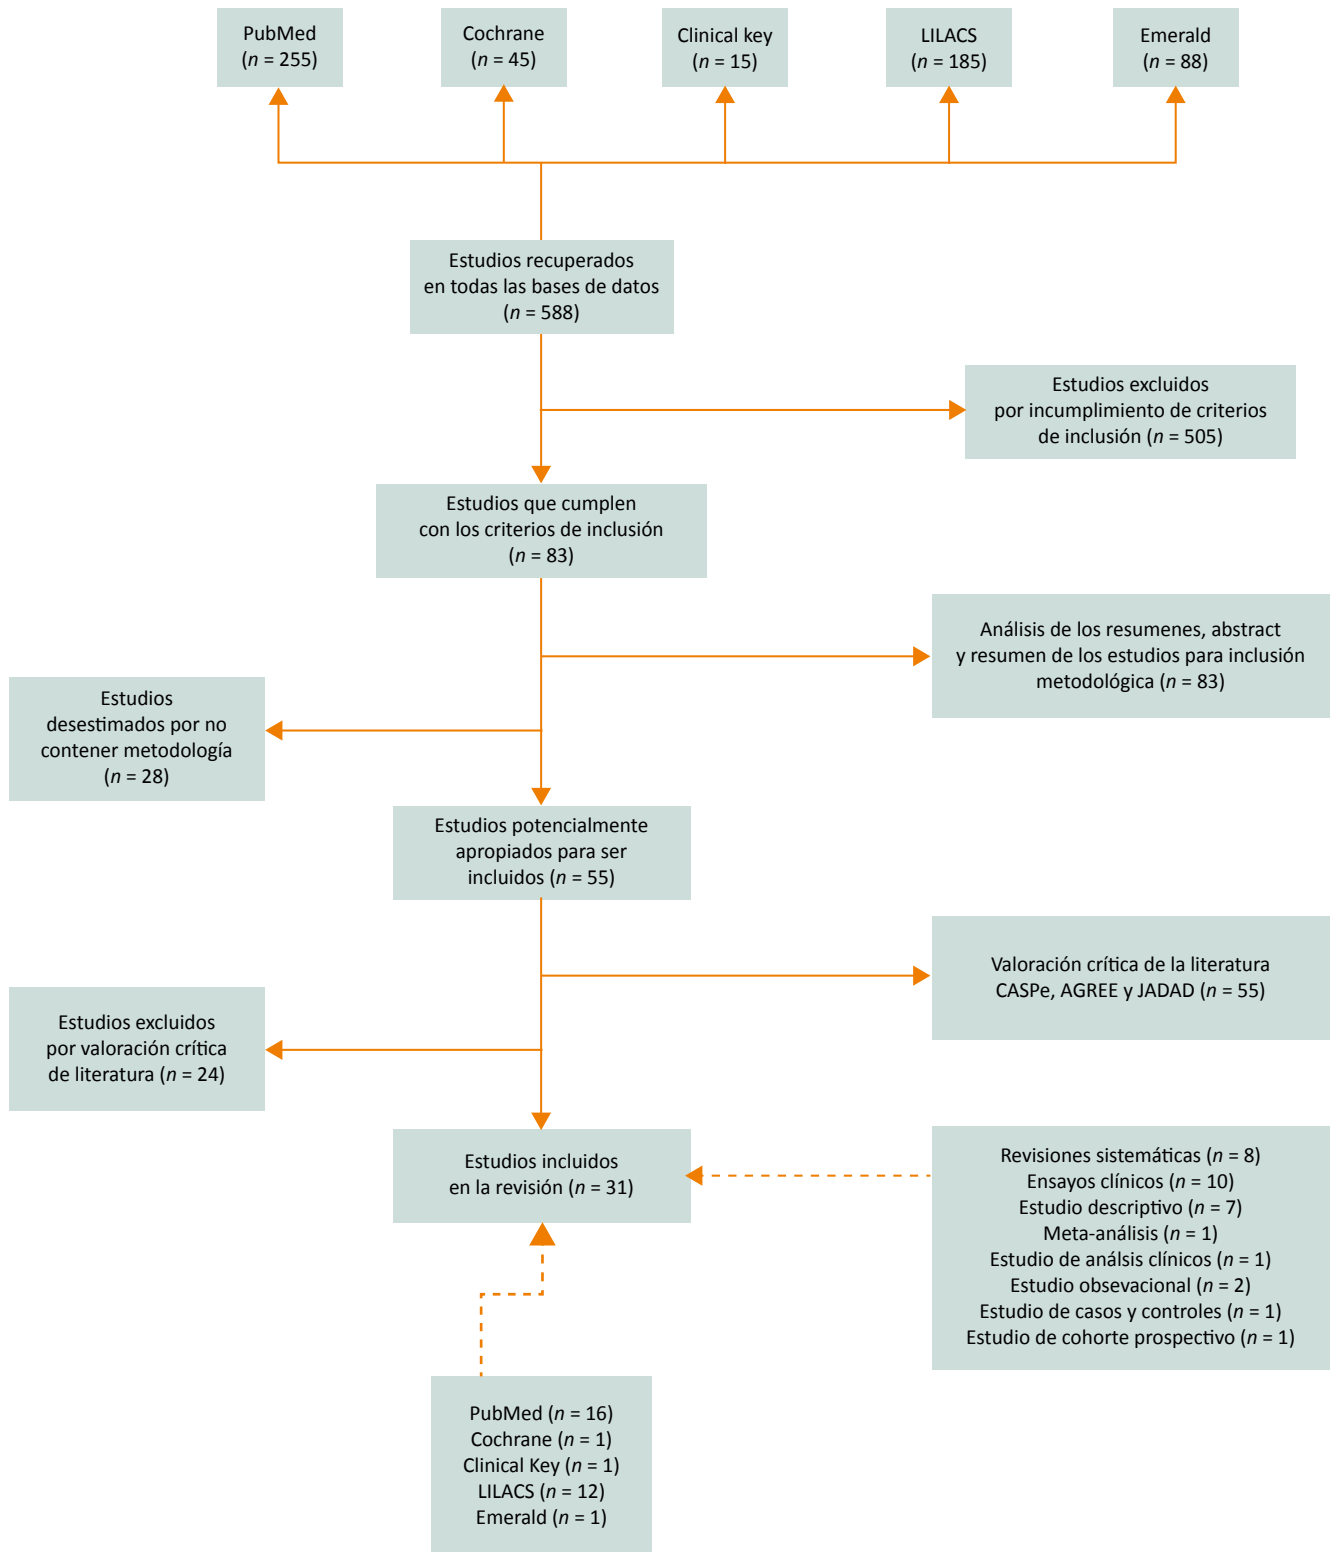 PubMed
(n = 255)
Cochrane
(n = 45)
Clinical key
(n = 15)
LILACS
(n = 185)
Emerald
(n = 88)
Estudios recuperados
en todas las bases de datos
(n = 588)
Estudios excluidos
por incumplimiento de criterios
de inclusión (n = 505)
Estudios que cumplen
con los criterios de inclusión
(n = 83)
Análisis de los resumenes, abstract
y resumen de los estudios para inclusión
metodológica (n = 83)
Estudios
desestimados por no
contener metodología
(n = 28)
Estudios potencialmente
apropiados para ser
incluidos (n = 55)
Valoración crítica de la literatura
CASPe, AGREE y JADAD (n = 55)
Estudios excluidos
por valoración crítica
de literatura (n = 24)
Estudios incluidos
en la revisión (n = 31)
Revisiones sistemáticas (n = 8)
Ensayos clínicos (n = 10)
Estudio descriptivo (n = 7)
Meta-análisis (n = 1)
Estudio de análsis clínicos (n = 1)
Estudio obsevacional (n = 2)
Estudio de casos y controles (n = 1)
Estudio de cohorte prospectivo (n = 1)
PubMed (n = 16)
Cochrane (n = 1)
Clinical Key (n = 1)
LILACS (n = 12)
Emerald (n = 1)